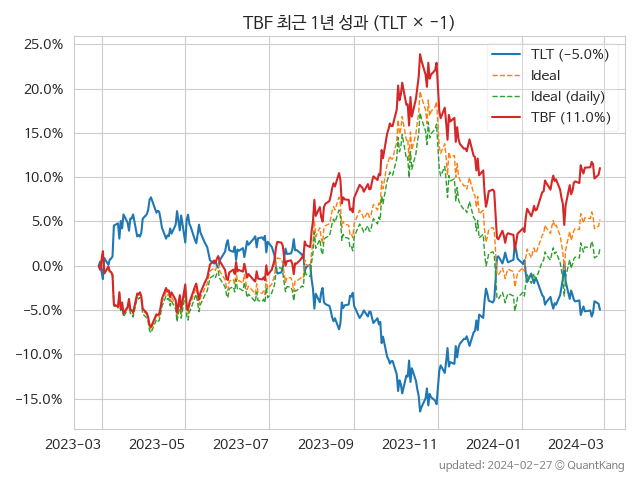 TBF 최근 1년 성과 (TLT × −1)
25.0%
20.0%
15.0%
10.0%
5.0%
0.0%
−5.0%
−10.0%
−15.0%
TLT (−5.0%)
Ideal
Ideal (daily)
TBF (11.0%)
2023-03
2023-05
2023-07
2023-09
2023-11
2024-01
2024-03
updated: 2024-02-27 © QuantKang